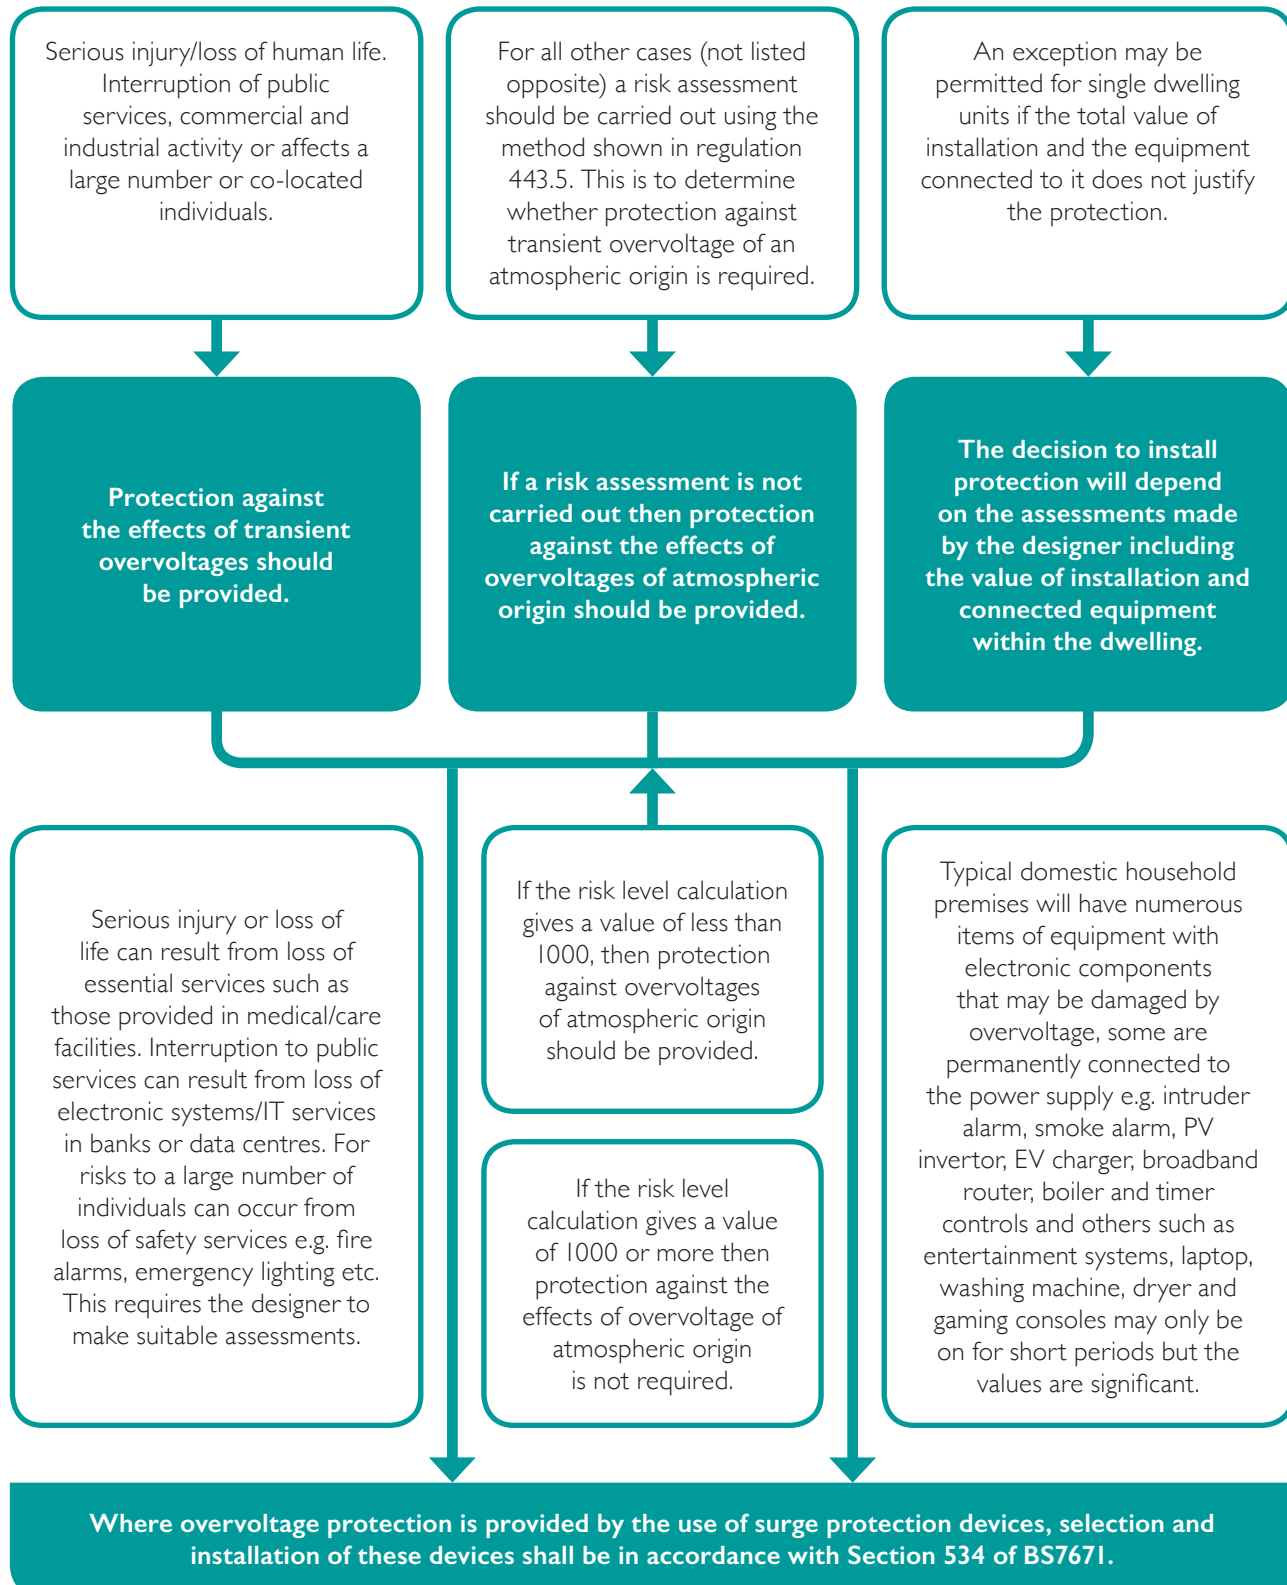 Serious injury/loss of human life.
Interruption of public
services, commercial and
industrial activity or affects a
large number or co-located
individuals.
For all other cases (not listed
opposite) a risk assessment
should be carried out using the
method shown in regulation
443.5. This is to determine
whether protection against
transient overvoltage of an
atmospheric origin is required.
An exception may be
permitted for single dwelling
units if the total value of
installation and the equipment
connected to it does not justify
the protection.
Protection against
the effects of transient
overvoltages should
be provided.
If a risk assessment is not
carried out then protection
against the effects of
overvoltages of atmospheric
origin should be provided.
The decision to install
protection will depend
on the assessments made
by the designer including
the value of installation and
connected equipment
within the dwelling.
Serious injury or loss of
life can result from loss of
essential services such as
those provided in medical/care
facilities. Interruption to public
services can result from loss of
electronic systems/IT services
in banks or data centres. For
risks to a large number of
individuals can occur from
loss of safety services e.g. fire
alarms, emergency lighting etc.
This requires the designer to
make suitable assessments.
If the risk level calculation
gives a value of less than
1000, then protection
against overvoltages
of atmospheric origin
should be provided.
If the risk level
calculation gives a value
of 1000 or more then
protection against the
effects of overvoltage of
atmospheric origin
is not required.
Typical domestic household
premises will have numerous
items of equipment with
electronic components
that may be damaged by
overvoltage, some are
permanently connected to
the power supply e.g. intruder
alarm, smoke alarm, PV
invertor, EV charger, broadband
router, boiler and timer
controls and others such as
entertainment systems, laptop,
washing machine, dryer and
gaming consoles may only be
on for short periods but the
values are significant.
Where overvoltage protection is provided by the use of surge protection devices, selection and
installation of these devices shall be in accordance with Section 534 of BS7671.